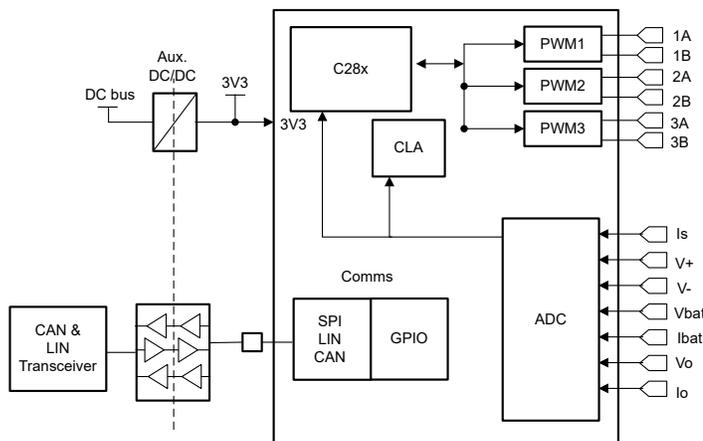 Aux.
DC/DC
DC bus
3V3
3V3
C28x
CLA
PWM1
PWM2
PWM3
1A
1B
2A
2B
3A
3B
Is
V+
V-
Vbat
Ibat
Vo
Io
ADC
Comms
SPI
LIN
CAN
GPIO
CAN &
LIN
Transceiver